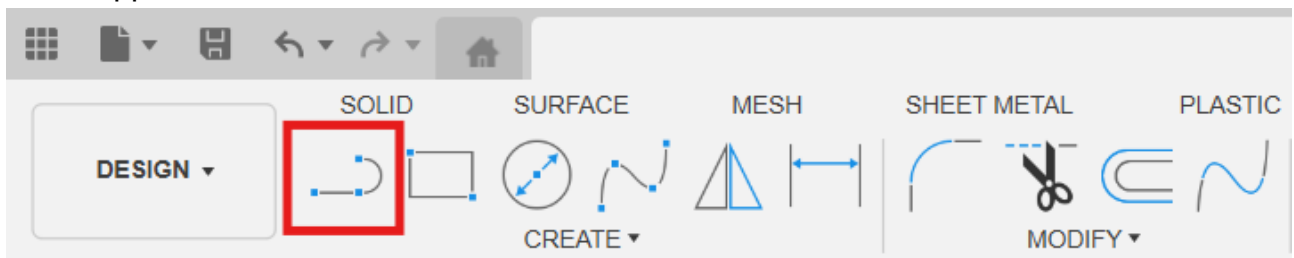 SOLID SURFACE MESH SHEET METAL PLASTIC
DESIGN
CREATE MODIFY